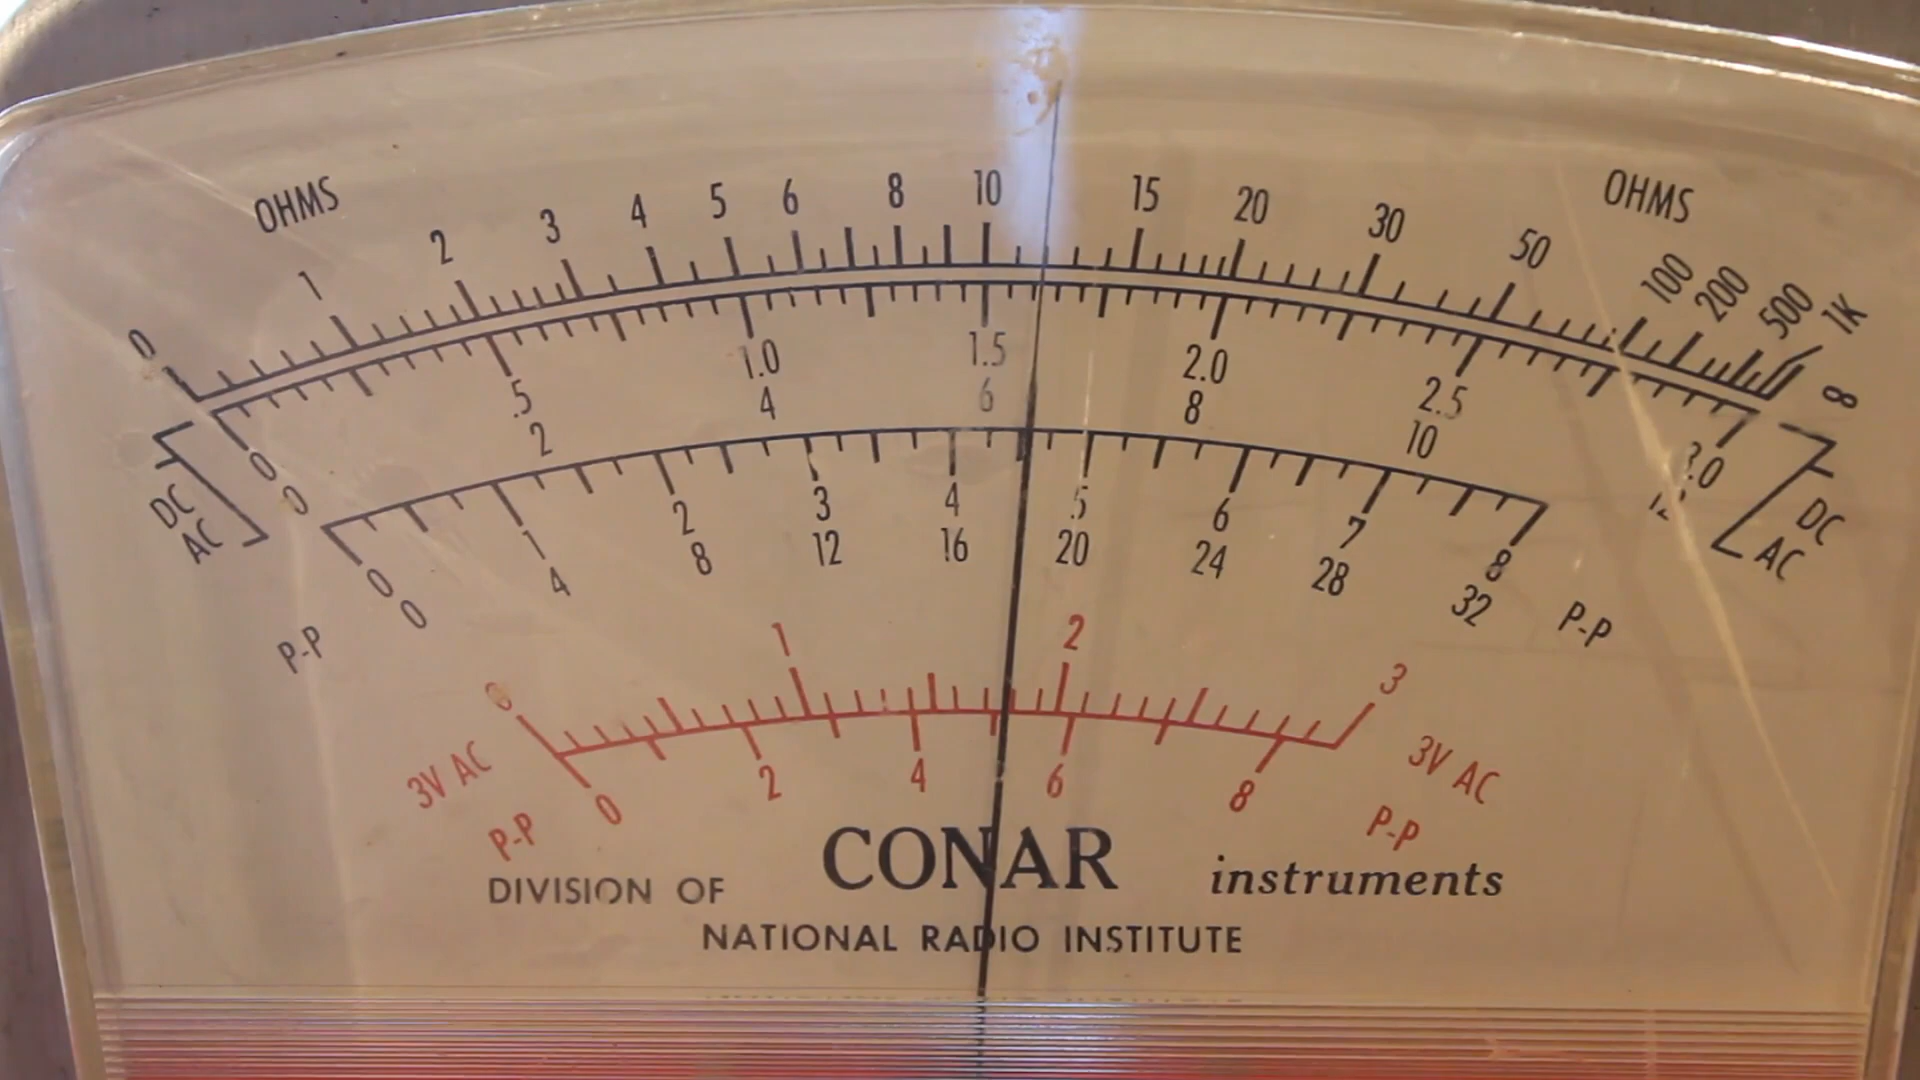 OHMS OHMS
0 1 2 3 4 5 6 8 10 15 20 30 50 100 200 500 1K ∞
0 .5 1.0 1.5 2.0 2.5 3.0
0 2 4 6 8 10 12
DC DC
AC AC
0 1 2 3 4 5 6 7 8
0 4 8 12 16 20 24 28 32
P-P P-P
0 1 2 3
3V AC 3V AC
0 2 4 6 8
P-P P-P
CONAR instruments
DIVISION OF
NATIONAL RADIO INSTITUTE